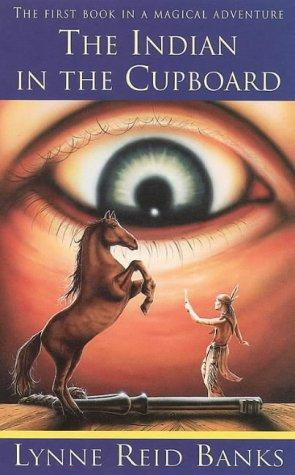 THE FIRST BOOK IN A MAGICAL ADVENTURE
THE INDIAN
IN THE CUPBOARD
LYNNE REID BANKS